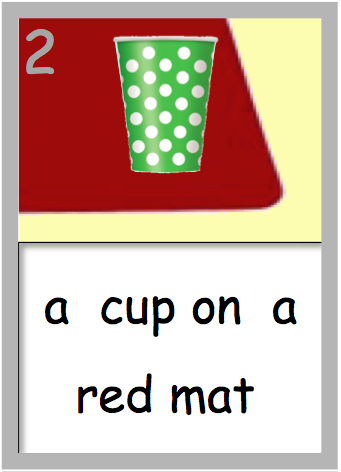 2
a cup on a
red mat